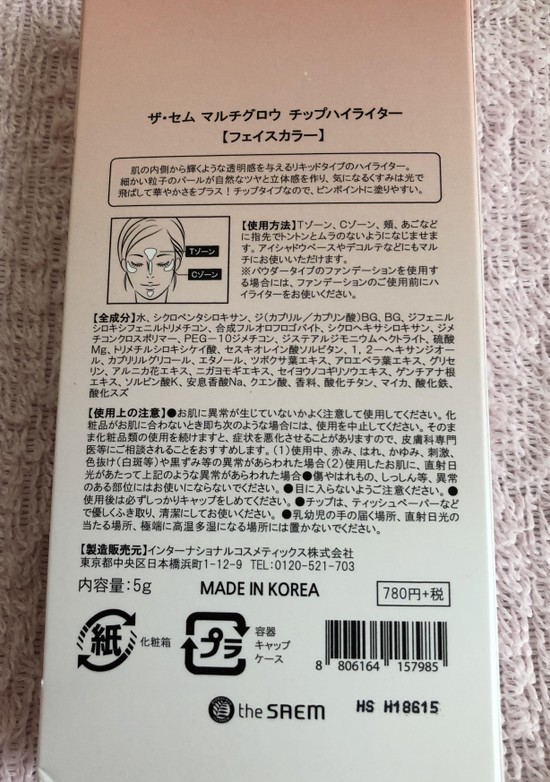 ザ・セム マルチグロウ チップハイライター
【フェイスカラー】
肌の内側から輝くような透明感を与えるリキッドタイプのハイライター。
細かい粒子のパールが自然なツヤと立体感を作り、気になるくすみは光で
飛ばして華やかさをプラス！チップタイプなので、ピンポイントに塗りやすい。
Tゾーン
Cゾーン
【使用方法】Tゾーン、Cゾーン、頬、あごなど
に指先でトントンとムラのないようになじませま
す。アイシャドウベースやデコルテなどにもマル
チにお使いいただけます。
※パウダータイプのファンデーションを使用す
る場合には、ファンデーションのご使用前にハ
イライターをお使いください。
【全成分】水、シクロペンタシロキサン、ジ(カプリル／カプリン酸)BG、BG、ジフェニル
シロキシフェニルトリメチコン、合成フルオロフロゴパイト、シクロヘキサシロキサン、ジメ
チコンクロスポリマー、PEG-10ジメチコン、ジステアルジモニウムヘクトライト、硫酸
Mg、トリメチルシロキシケイ酸、セスキオレイン酸ソルビタン、1，2-ヘキサンジオー
ル、カプリリルグリコール、エタノール、ツボクサ葉エキス、アロエベラ葉エキス、グリセ
リン、アルニカ花エキス、ニガヨモギエキス、セイヨウノコギリソウエキス、ゲンチアナ根
エキス、ソルビン酸K、安息香酸Na、クエン酸、香料、酸化チタン、マイカ、酸化鉄、
酸化スズ
【使用上の注意】●お肌に異常が生じていないかよく注意して使用してください。化
粧品がお肌に合わないとき即ち次のような場合には、使用を中止してください。そのま
ま化粧品類の使用を続けますと、症状を悪化させることがありますので、皮膚科専門
医等にご相談されることをおすすめします。(1)使用中、赤み、はれ、かゆみ、刺激、
色抜け(白斑等)や黒ずみ等の異常があらわれた場合(2)使用したお肌に、直射日
光があたって上記のような異常があらわれた場合●傷やはれもの、しっしん等、異常
のある部位にはお使いにならないでください。●目に入らないようご注意ください。●
使用後は必ずしっかりキャップをしめてください。●チップは、ティッシュペーパーなど
で優しくふき取り、清潔にしてお使いください。●乳幼児の手の届く場所、直射日光の
当たる場所、極端に高温多湿になる場所には置かないでください。
【製造販売元】インターナショナルコスメティックス株式会社
東京都中央区日本橋浜町1-12-9 TEL:0120-521-703
内容量:5g MADE IN KOREA 780円+税
紙 化粧箱
プラ 容器
キャップ
ケース
8 806164 157985
the SAEM HS H18615